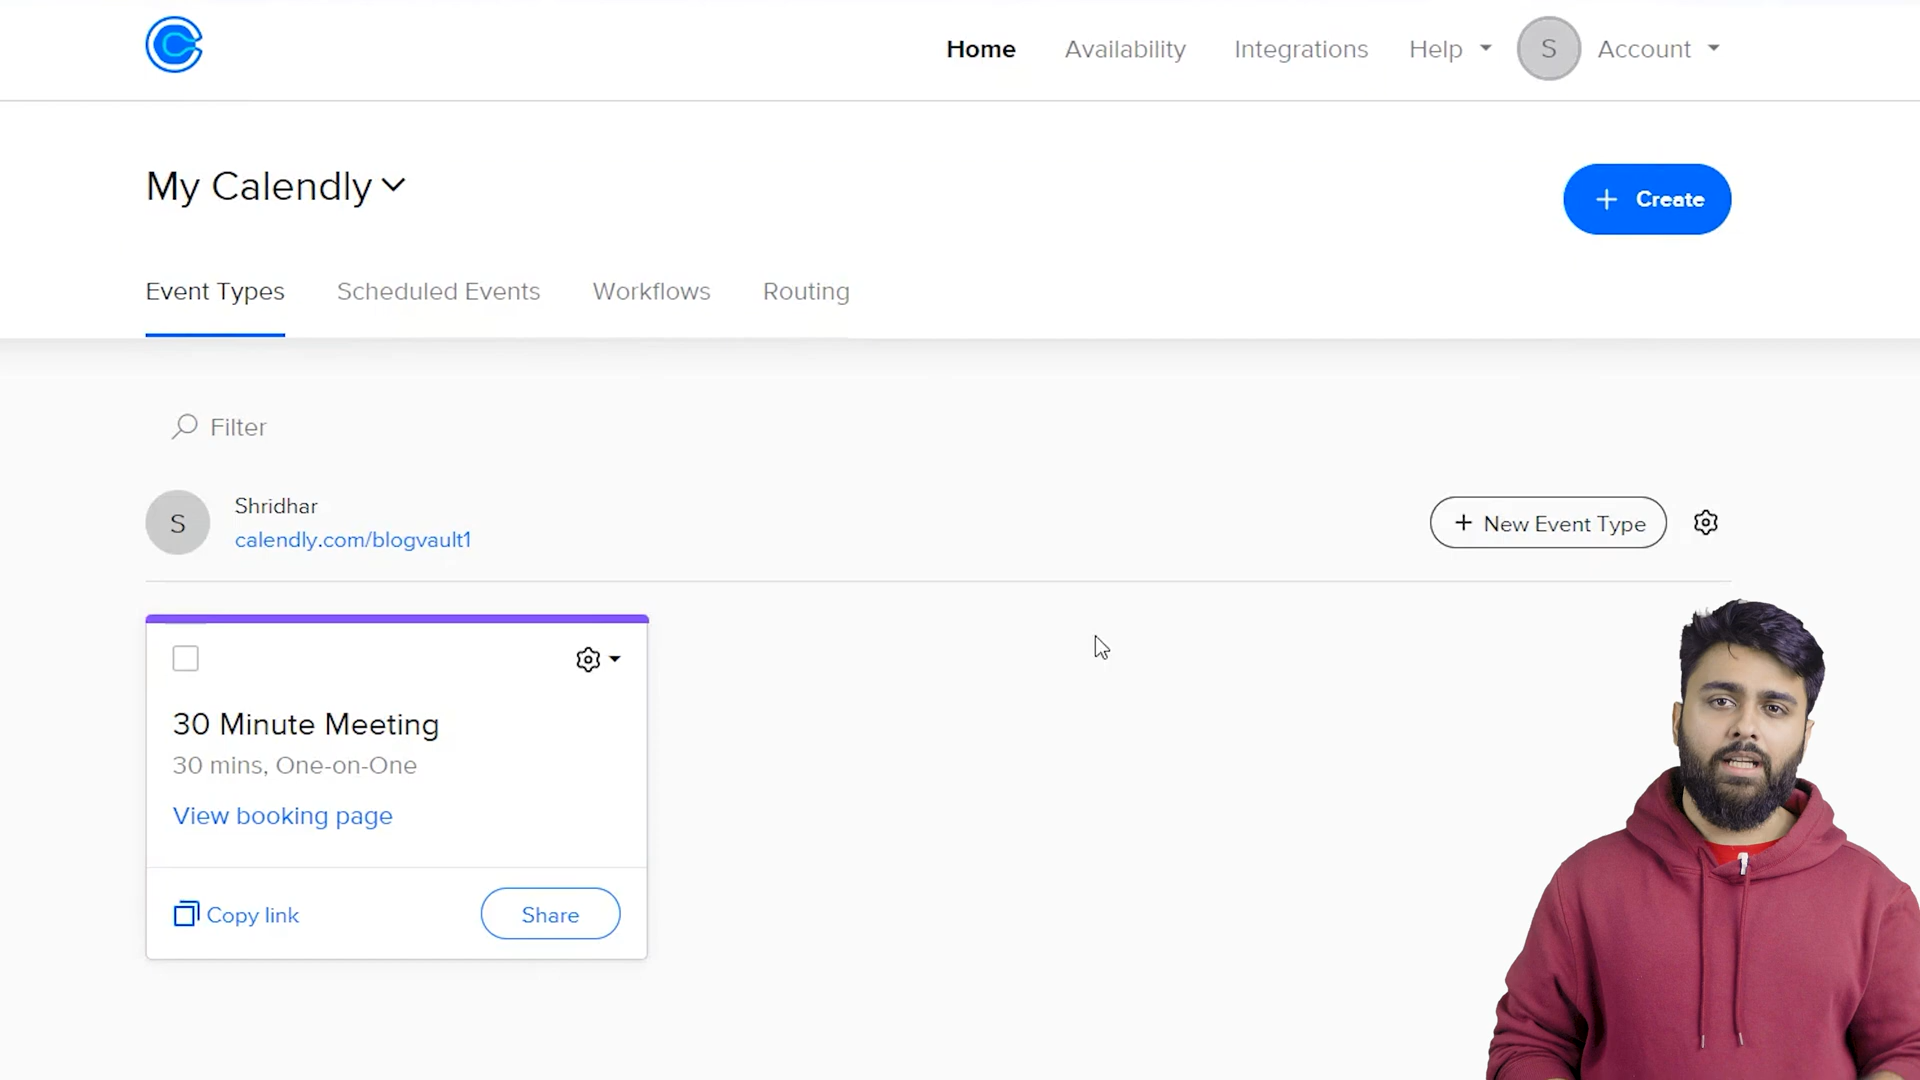 Home Availability Integrations Help S Account
My Calendly
+ Create
Event Types Scheduled Events Workflows Routing
Filter
S
Shridhar
calendly.com/blogvault1
+ New Event Type
30 Minute Meeting
30 mins, One-on-One
View booking page
Copy link
Share